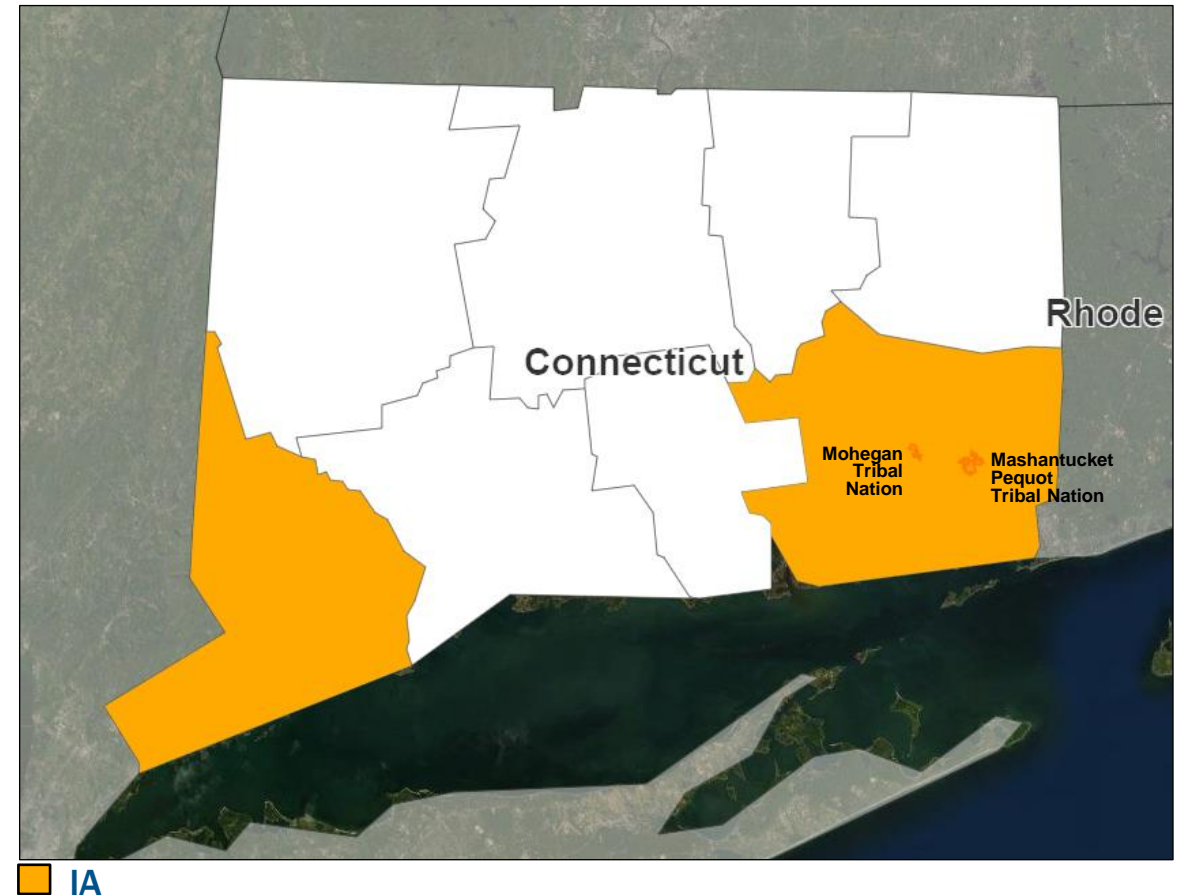 Rhode
Connecticut
Mohegan
Tribal
Nation
Mashantucket
Pequot
Tribal Nation
IA